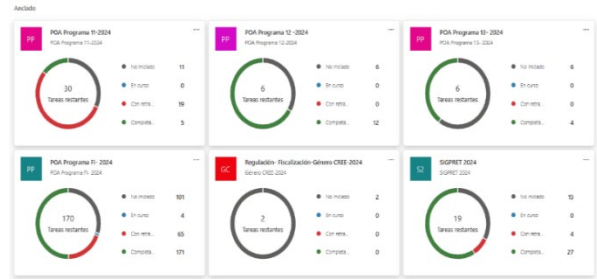 Anclado
PP
POA Programa 11-2024
POA Programa 11-2024
30
Tareas restantes
No iniciado 11
En curso 0
Con retra... 19
Completa... 5
PP
POA Programa 12 -2024
POA Programa 12-2024
6
Tareas restantes
No iniciado 6
En curso 0
Con retra... 0
Completa... 12
PP
POA Programa 13- 2024
POA Programa 13- 2024
6
Tareas restantes
No iniciado 6
En curso 0
Con retra... 0
Completa... 4
PP
POA Programa FI- 2024
POA Programa FI- 2024
170
Tareas restantes
No iniciado 101
En curso 4
Con retra... 65
Completa... 171
GC
Regulación- Fiscalización-Género CREE-2024
Género CREE-2024
2
Tareas restantes
No iniciado 2
En curso 0
Con retra... 0
Completa... 0
S2
SIGPRET 2024
SIGPRET 2024
19
Tareas restantes
No iniciado 15
En curso 0
Con retra... 4
Completa... 27